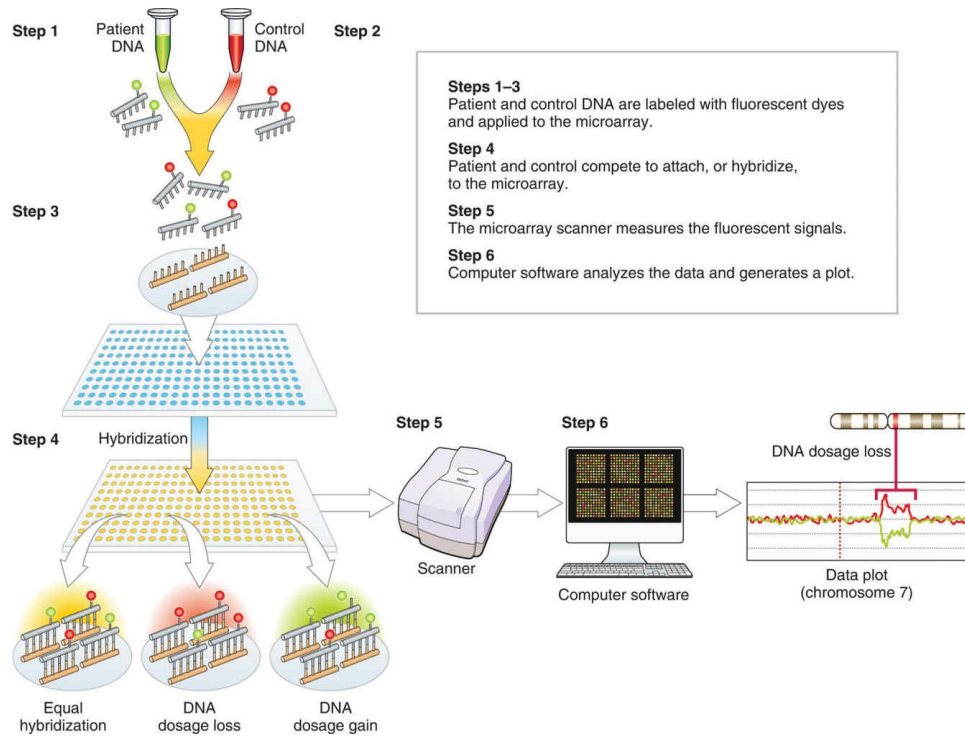 Step 1
Patient
DNA
Control
DNA
Step 2
Steps 1–3
Patient and control DNA are labeled with fluorescent dyes
and applied to the microarray.
Step 4
Patient and control compete to attach, or hybridize,
to the microarray.
Step 5
The microarray scanner measures the fluorescent signals.
Step 6
Computer software analyzes the data and generates a plot.
Step 3
Step 4
Hybridization
Step 5
Scanner
Step 6
Computer software
DNA dosage loss
Data plot
(chromosome 7)
Equal
hybridization
DNA
dosage loss
DNA
dosage gain